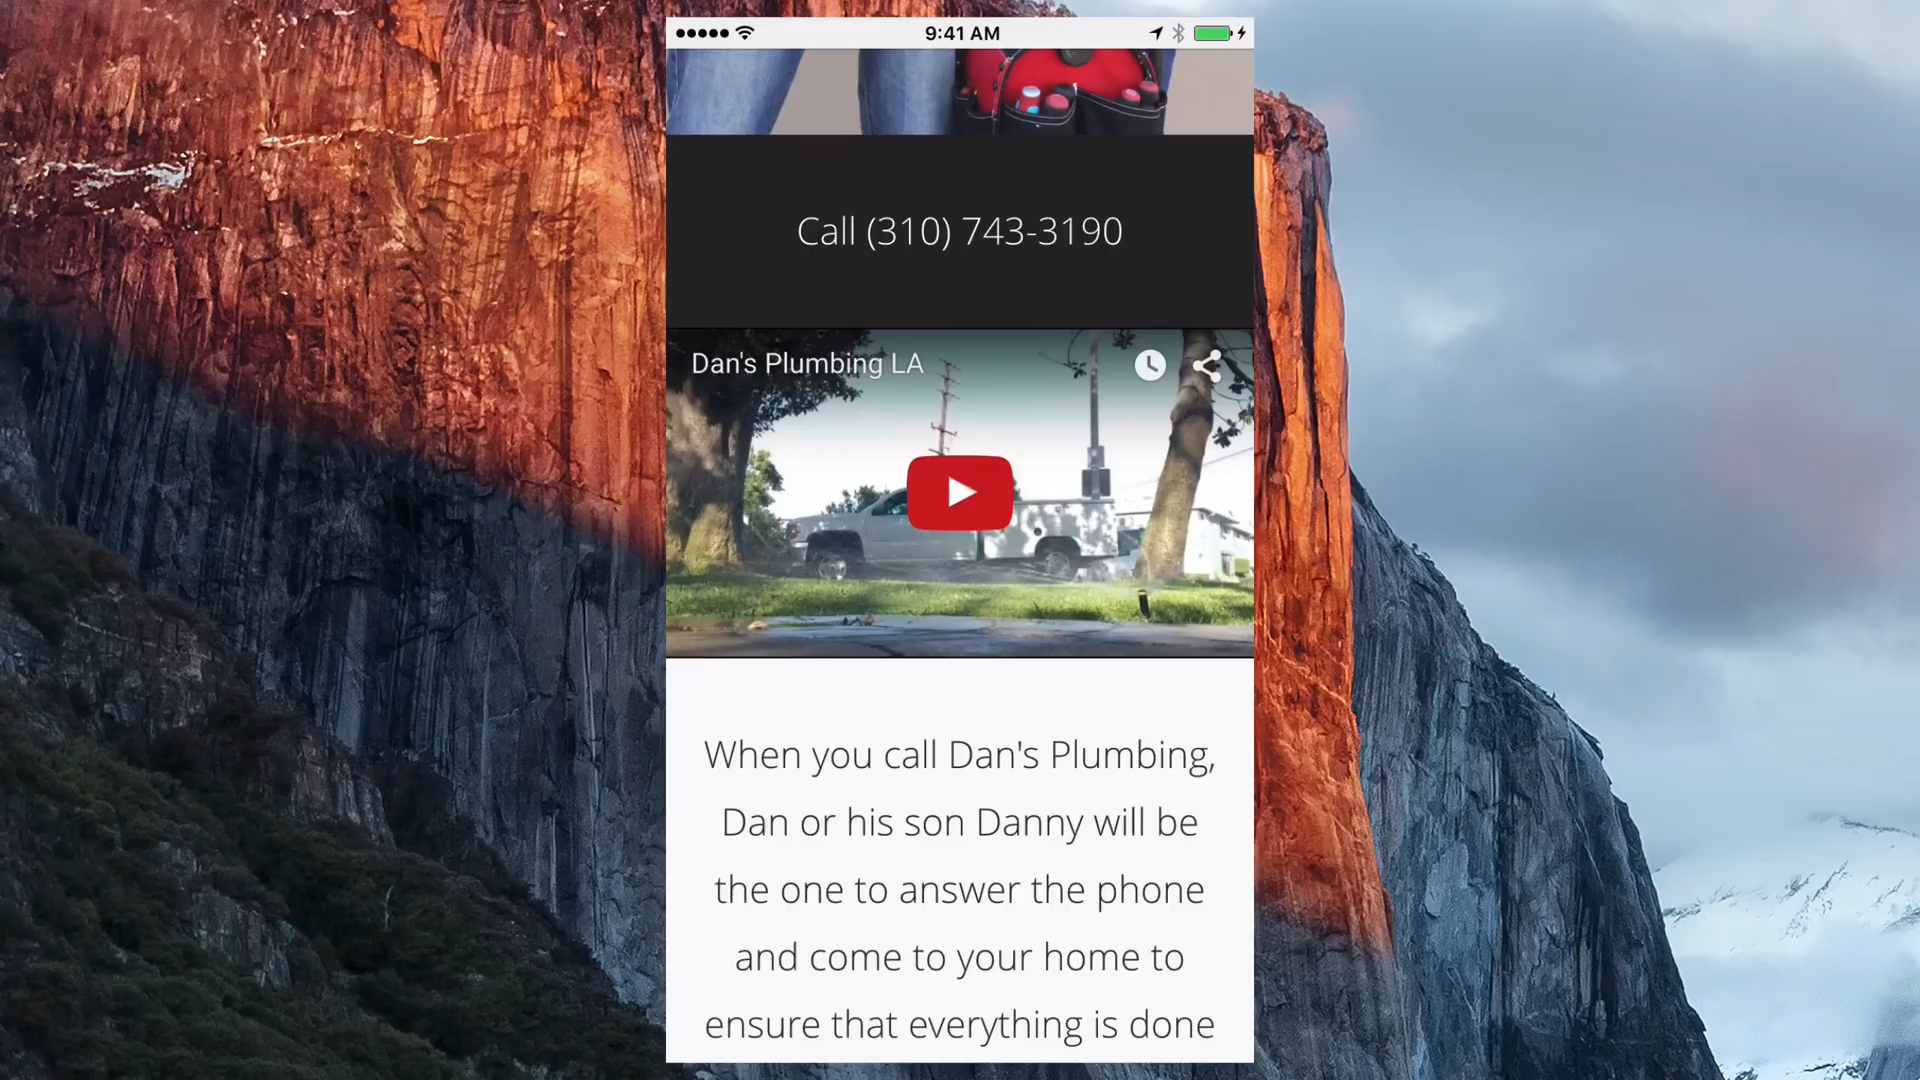 9:41 AM
Call (310) 743-3190
Dan's Plumbing LA
When you call Dan's Plumbing,
Dan or his son Danny will be
the one to answer the phone
and come to your home to
ensure that everything is done